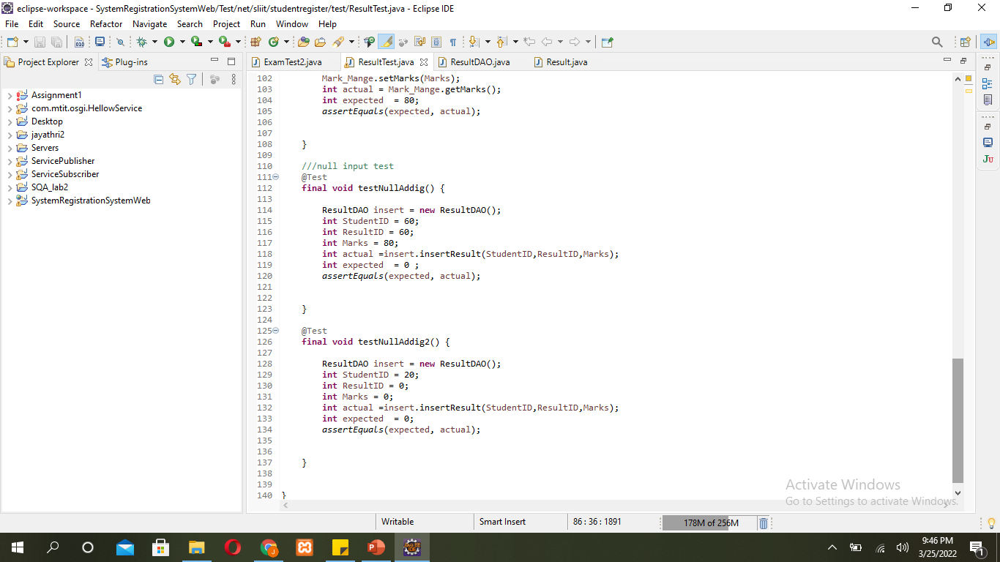 eclipse-workspace - SystemRegistrationSystemWeb/Test/net/sliit/studentregister/test/ResultTest.java - Eclipse IDE
File Edit Source Refactor Navigate Search Project Run Window Help
Project Explorer Plug-ins
ExamTest2.java ResultTest.java ResultDAO.java Result.java
Assignment1
com.mtit.osgi.HellowService
Desktop
jayathri2
Servers
ServicePublisher
ServiceSubscriber
SQA_lab2
SystemRegistrationSystemWeb
102 Mark_Mange.setMarks(Marks);
103 int actual = Mark_Mange.getMarks();
104 int expected  = 80;
105 assertEquals(expected, actual);
106
107
108 }
109
110 ///null input test
111 @Test
112 final void testNullAddig() {
113
114 ResultDAO insert = new ResultDAO();
115 int StudentID = 60;
116 int ResultID = 60;
117 int Marks = 80;
118 int actual =insert.insertResult(StudentID,ResultID,Marks);
119 int expected  = 0 ;
120 assertEquals(expected, actual);
121
122
123 }
124
125 @Test
126 final void testNullAddig2() {
127
128 ResultDAO insert = new ResultDAO();
129 int StudentID = 20;
130 int ResultID = 0;
131 int Marks = 0;
132 int actual =insert.insertResult(StudentID,ResultID,Marks);
133 int expected  = 0;
134 assertEquals(expected, actual);
135
136
137 }
138
139
140 }
Activate Windows
Go to Settings to activate Windows.
Writable Smart Insert 86 : 36 : 1891 178M of 256M
9:46 PM
3/25/2022